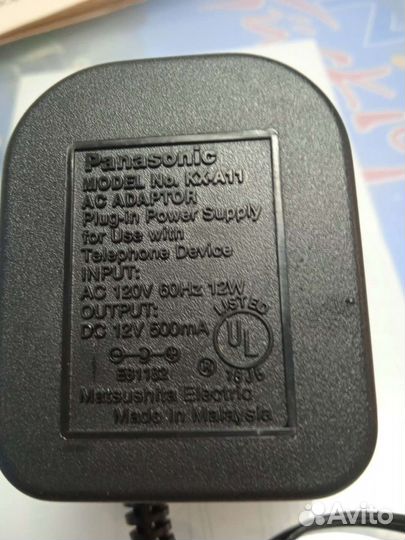 Panasonic
MODEL No. KX-A11
AC ADAPTOR
Plug-in Power Supply
for Use with
Telephone Device
INPUT:
AC 120V 60Hz 12W
OUTPUT:
DC 12V 500mA
LISTED
UL
®
E81182
Matsushita Electric
Made In Malaysia
Avito